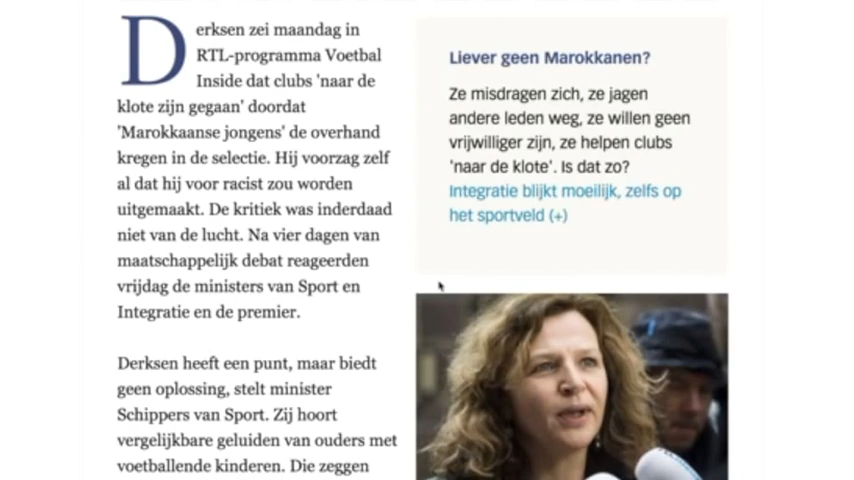 Derksen zei maandag in
RTL-programma Voetbal
Inside dat clubs 'naar de
klote zijn gegaan' doordat
'Marokkaanse jongens' de overhand
kregen in de selectie. Hij voorzag zelf
al dat hij voor racist zou worden
uitgemaakt. De kritiek was inderdaad
niet van de lucht. Na vier dagen van
maatschappelijk debat reageerden
vrijdag de ministers van Sport en
Integratie en de premier.
Derksen heeft een punt, maar biedt
geen oplossing, stelt minister
Schippers van Sport. Zij hoort
vergelijkbare geluiden van ouders met
voetballende kinderen. Die zeggen
Liever geen Marokkanen?
Ze misdragen zich, ze jagen
andere leden weg, ze willen geen
vrijwilliger zijn, ze helpen clubs
'naar de klote'. Is dat zo?
Integratie blijkt moeilijk, zelfs op
het sportveld (+)